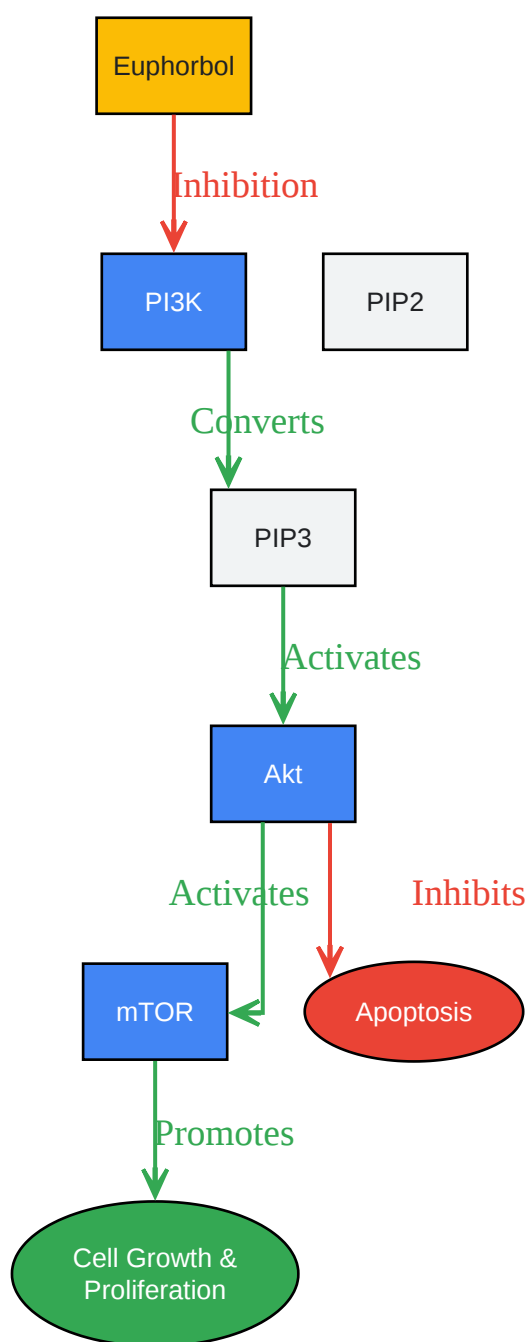 Euphorbol
Inhibition
PI3K
PIP2
Converts
PIP3
Activates
Akt
Activates
Inhibits
mTOR
Apoptosis
Promotes
Cell Growth &
Proliferation